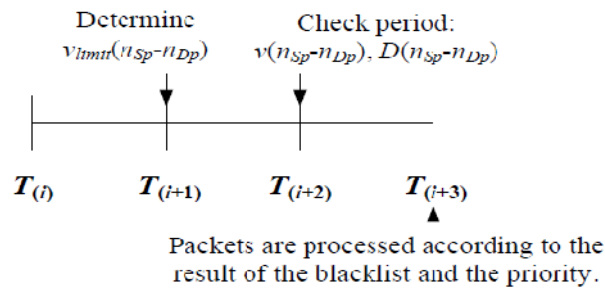 Determine
v_limit(n_Sp-n_Dp)
Check period:
v(n_Sp-n_Dp), D(n_Sp-n_Dp)
T_(i) T_(i+1) T_(i+2) T_(i+3)
Packets are processed according to the
result of the blacklist and the priority.